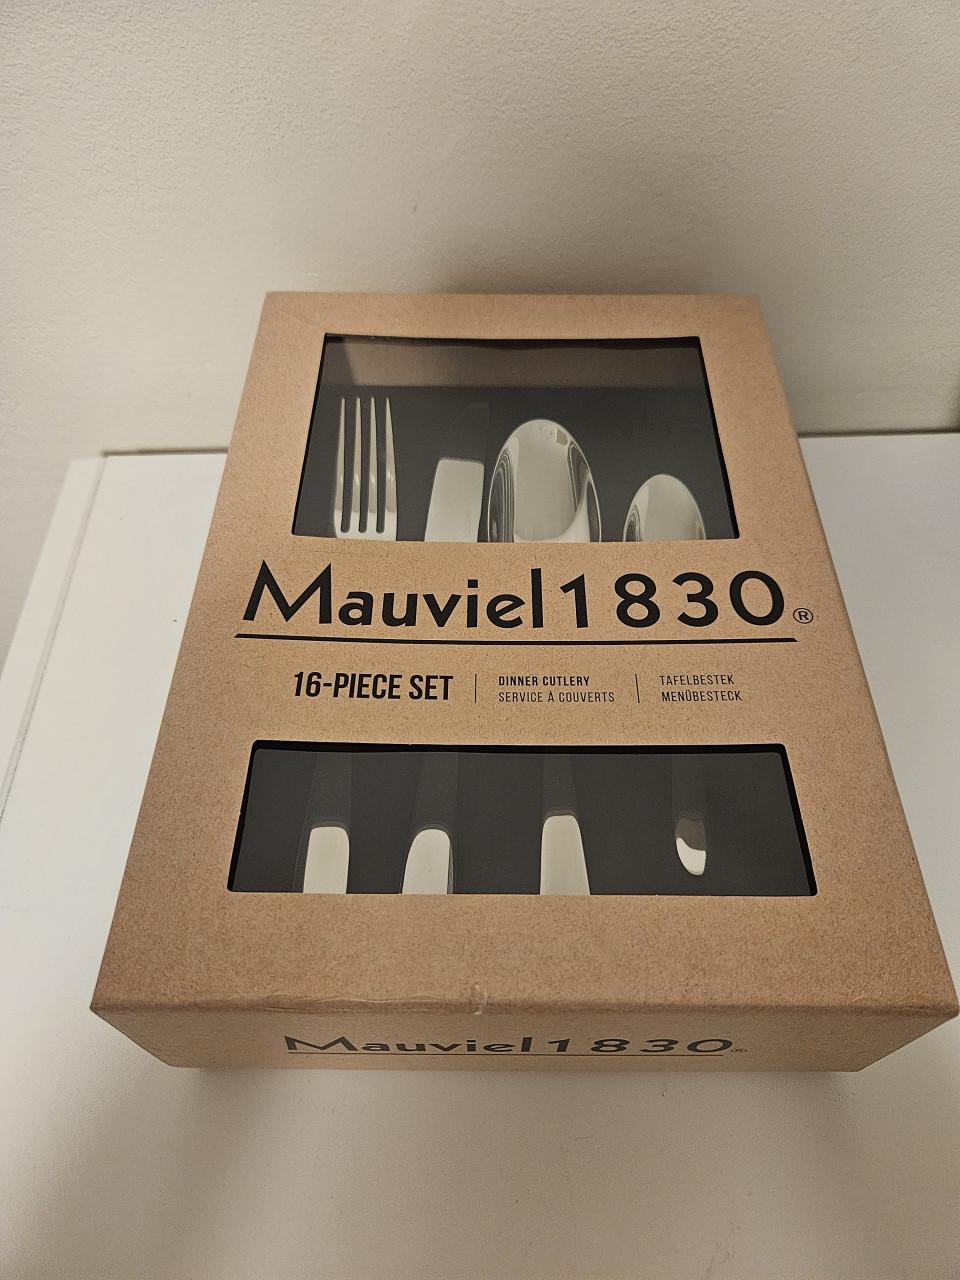 Mauviel1830®
16-PIECE SET
DINNER CUTLERY
SERVICE À COUVERTS
TAFELBESTEK
MENÜBESTECK
Mauviel1830®